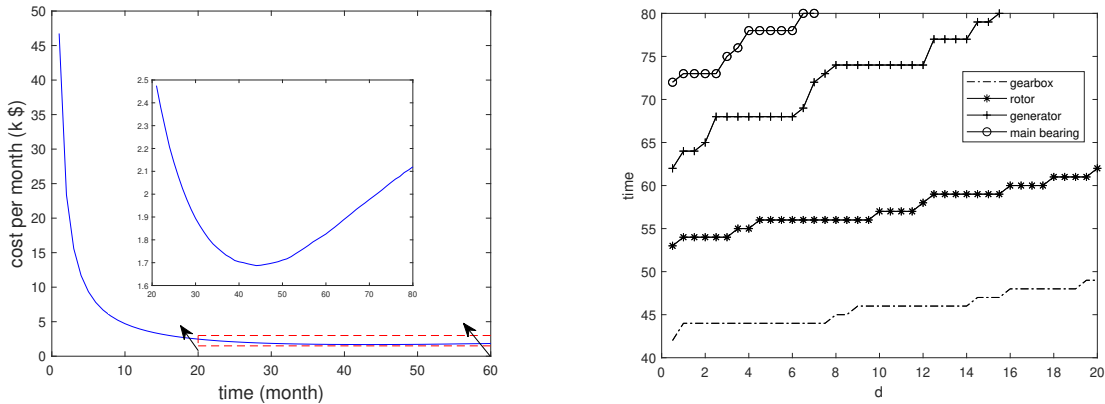 50
45
40
35
30
25
20
15
10
5
0
cost per month (k $)
0 10 20 30 40 50 60
time (month)
2.5
2.4
2.3
2.2
2.1
2
1.9
1.8
1.7
1.6
20 30 40 50 60 70 80
80
75
70
65
60
55
50
45
40
time
0 2 4 6 8 10 12 14 16 18 20
d
gearbox
rotor
generator
main bearing